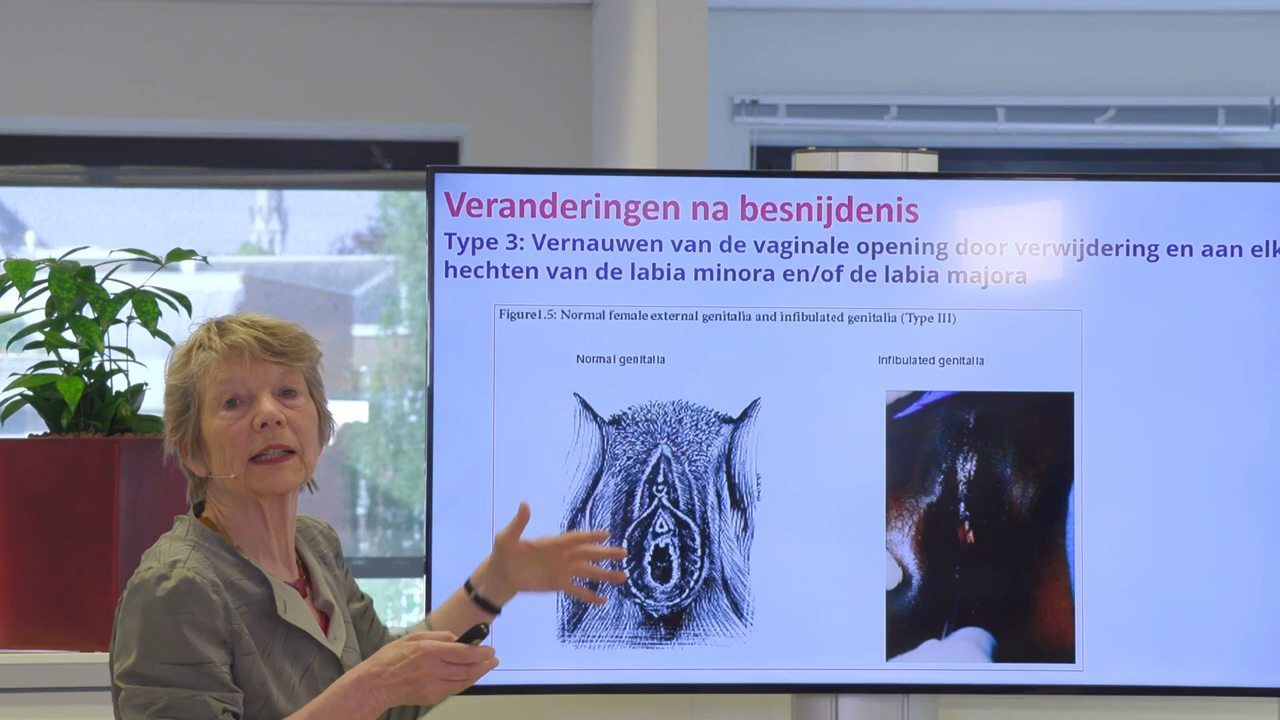 Veranderingen na besnijdenis
Type 3: Vernauwen van de vaginale opening door verwijdering en aan elk
hechten van de labia minora en/of de labia majora
Figure1.5: Normal female external genitalia and infibulated genitalia (Type III)
Normal genitalia
Infibulated genitalia